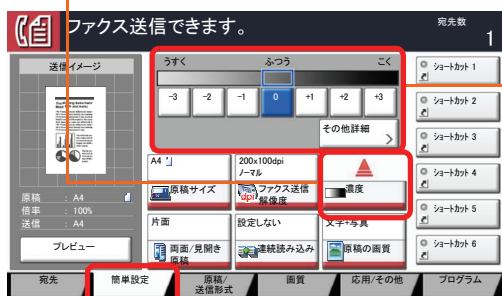 ファクス送信できます。
宛先数
1
送信イメージ
原稿 : A4
倍率 : 100%
送信 : A4
プレビュー
うすく ふつう こく
-3 -2 -1 0 +1 +2 +3
その他詳細
A4
原稿サイズ
200x100dpi
ノーマル
dpi
ファクス送信
解像度
濃度
片面
両面/見開き
原稿
設定しない
連続読み込み
文字+写真
原稿の画質
ショートカット 1
ショートカット 2
ショートカット 3
ショートカット 4
ショートカット 5
ショートカット 6
宛先
簡単設定
原稿/
送信形式
画質
応用/その他
プログラム